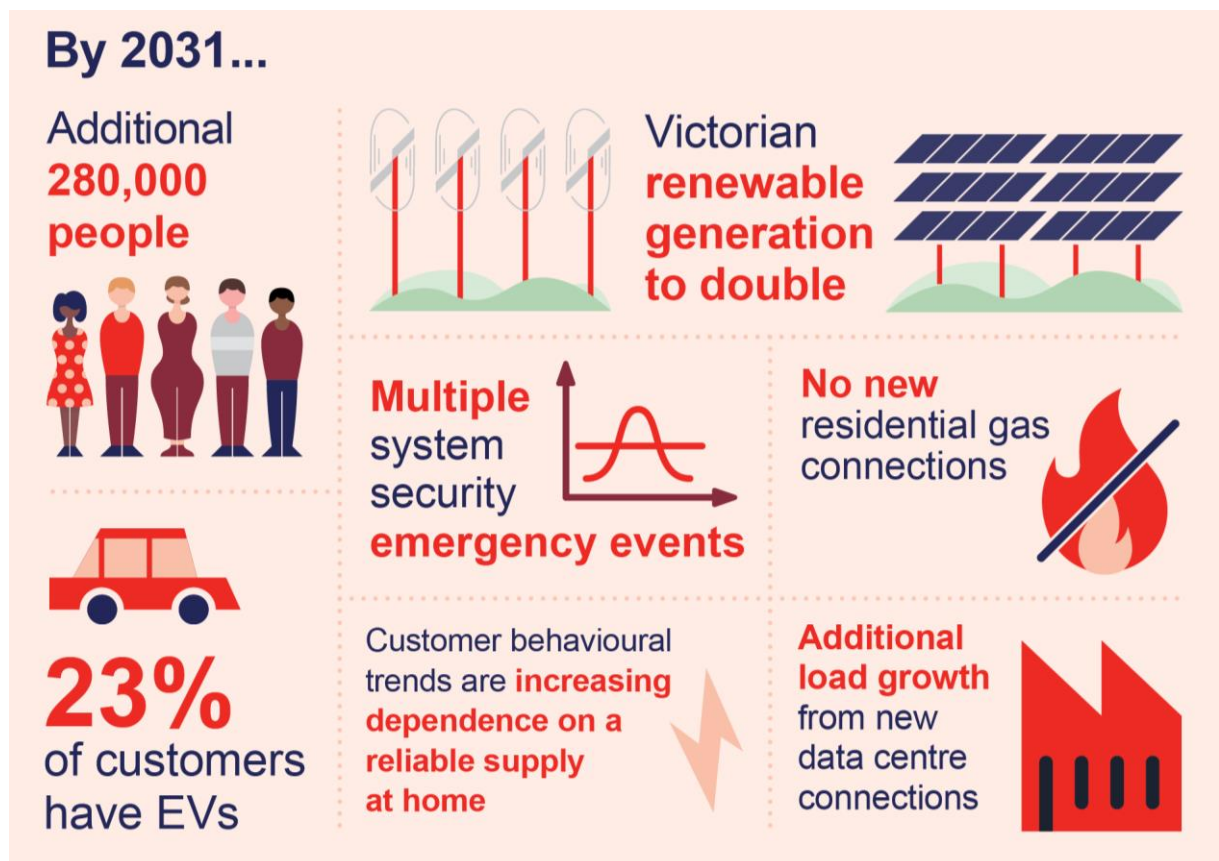 By 2031...
Additional
280,000
people
Victorian
renewable
generation
to double
Multiple
system
security
emergency events
No new
residential gas
connections
23%
of customers
have EVs
Customer behavioural
trends are increasing
dependence on a
reliable supply
at home
Additional
load growth
from new
data centre
connections